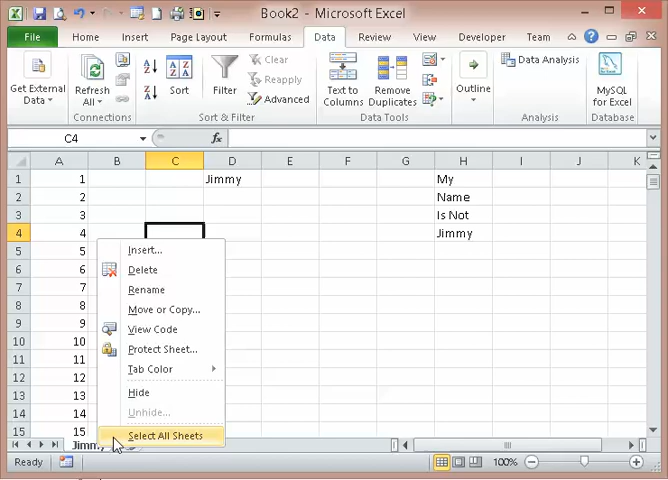 Book2 - Microsoft Excel
File Home Insert Page Layout Formulas Data Review View Developer Team
Get External Data
Refresh All
Connections
Sort
Filter
Clear
Reapply
Advanced
Sort & Filter
Text to Columns
Remove Duplicates
Data Tools
Outline
Data Analysis
Analysis
MySQL for Excel
Database
C4 fx
A B C D E F G H I J K
1 1 Jimmy My
2 2 Name
3 3 Is Not
4 4 Jimmy
5 5
6 6
7 7
8 8
9 9
10 10
11 11
12 12
13 13
14 14
15 15
Insert...
Delete
Rename
Move or Copy...
View Code
Protect Sheet...
Tab Color
Hide
Unhide...
Select All Sheets
Jimmy
Ready 100%